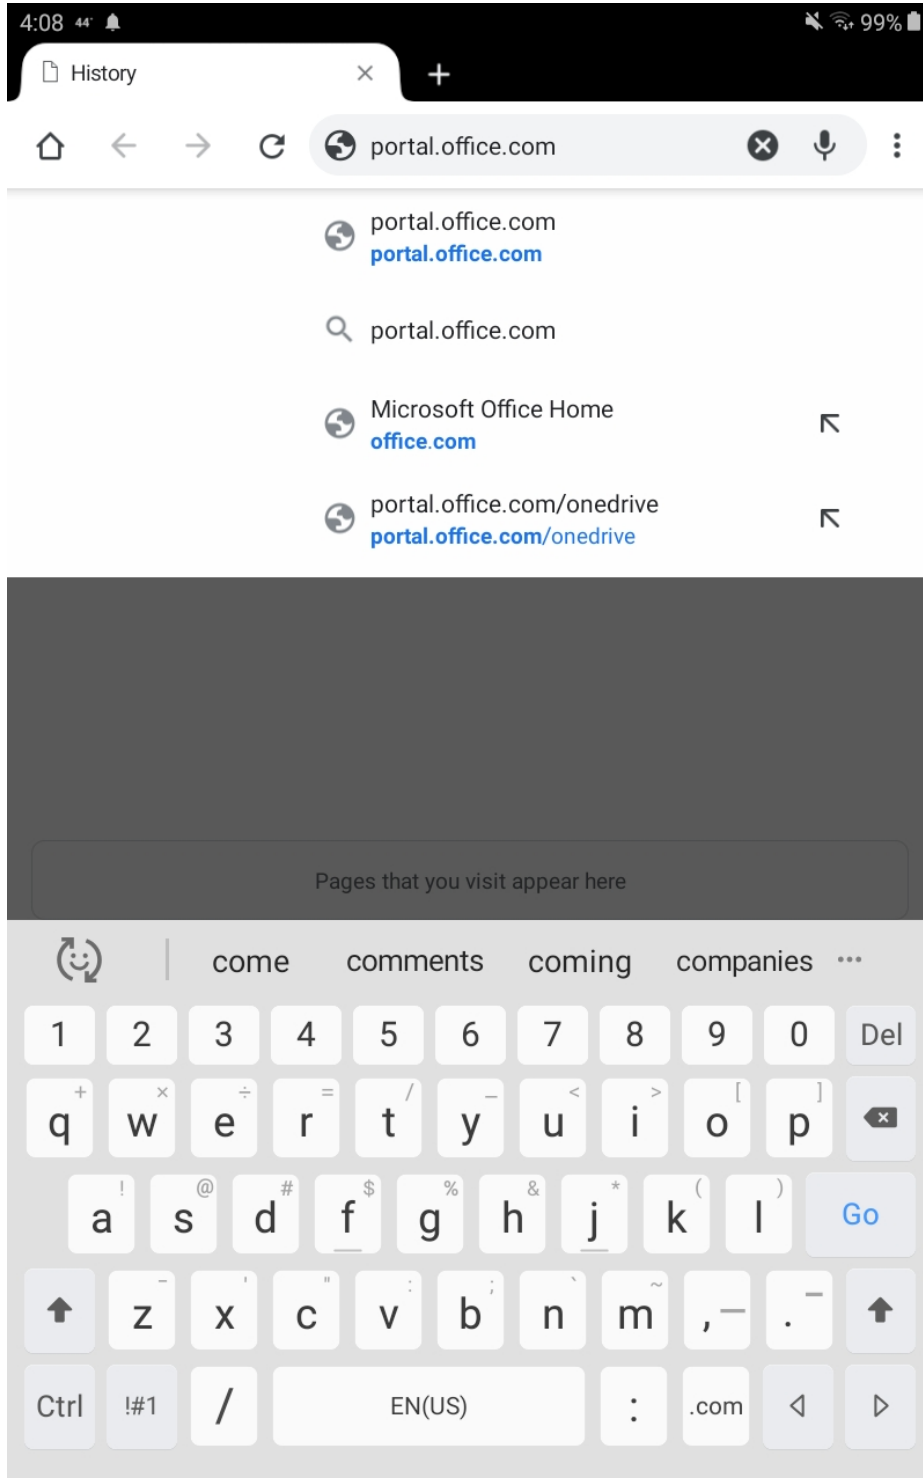 4:08 44° 99%
History
portal.office.com
portal.office.com
portal.office.com
portal.office.com
Microsoft Office Home
office.com
portal.office.com/onedrive
portal.office.com/onedrive
Pages that you visit appear here
come comments coming companies ...
1 2 3 4 5 6 7 8 9 0 Del
+ × ÷ = / _ < > [ ]
q w e r t y u i o p
! @ # $ % & * ( )
a s d f g h j k l Go
- ' " : ; ` ~
z x c v b n m , .
Ctrl !#1 / EN(US) : .com